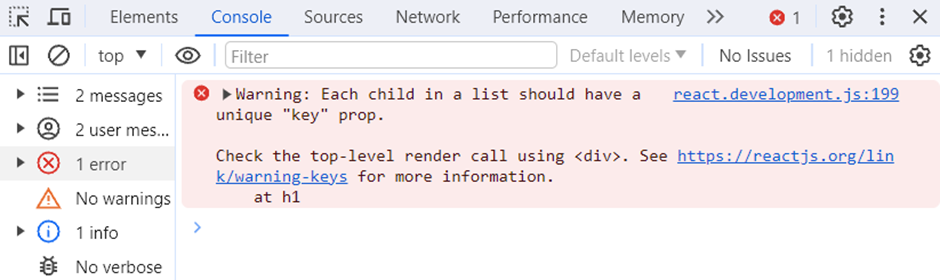 Elements Console Sources Network Performance Memory 1
top Filter Default levels No Issues 1 hidden
2 messages
2 user mes...
1 error
No warnings
1 info
No verbose
Warning: Each child in a list should have a react.development.js:199
unique "key" prop.
Check the top-level render call using <div>. See https://reactjs.org/lin
k/warning-keys for more information.
at h1